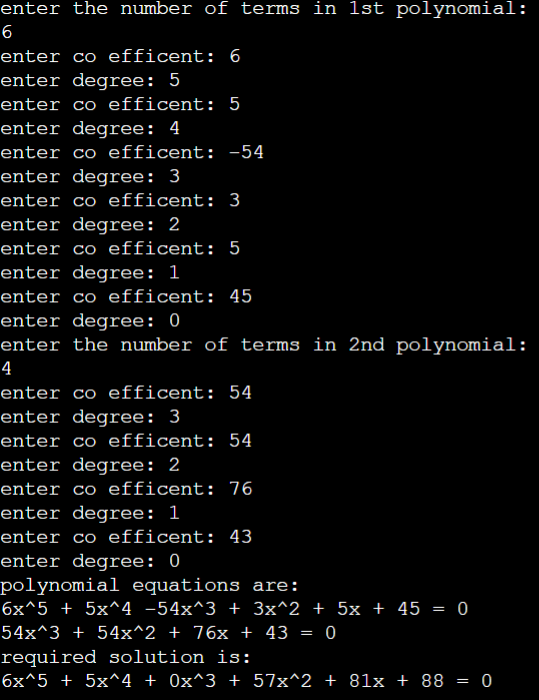 enter the number of terms in 1st polynomial:
6
enter co efficent: 6
enter degree: 5
enter co efficent: 5
enter degree: 4
enter co efficent: -54
enter degree: 3
enter co efficent: 3
enter degree: 2
enter co efficent: 5
enter degree: 1
enter co efficent: 45
enter degree: 0
enter the number of terms in 2nd polynomial:
4
enter co efficent: 54
enter degree: 3
enter co efficent: 54
enter degree: 2
enter co efficent: 76
enter degree: 1
enter co efficent: 43
enter degree: 0
polynomial equations are:
6x^5 + 5x^4 -54x^3 + 3x^2 + 5x + 45 = 0
54x^3 + 54x^2 + 76x + 43 = 0
required solution is:
6x^5 + 5x^4 + 0x^3 + 57x^2 + 81x + 88 = 0